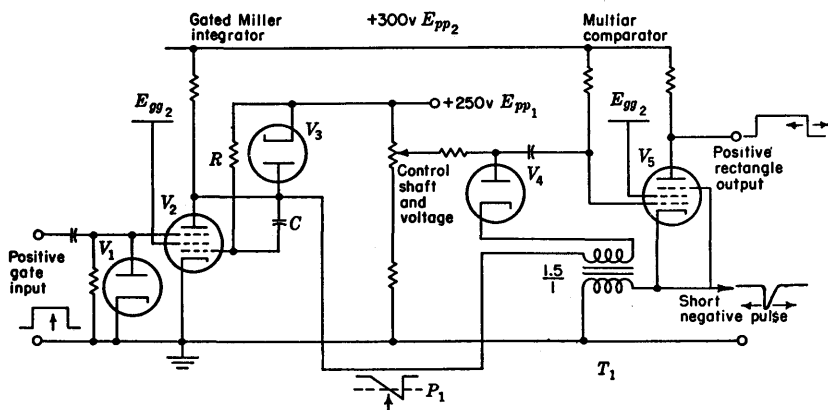 Gated Miller
integrator
+300v Epp2
Multiar
comparator
Egg2
+250v Epp1
Egg2
V3
R
V2
V5
V4
Positive
rectangle
output
Control
shaft
and
voltage
C
Positive
gate
input
V1
1.5
1
Short
negative pulse
P1
T1